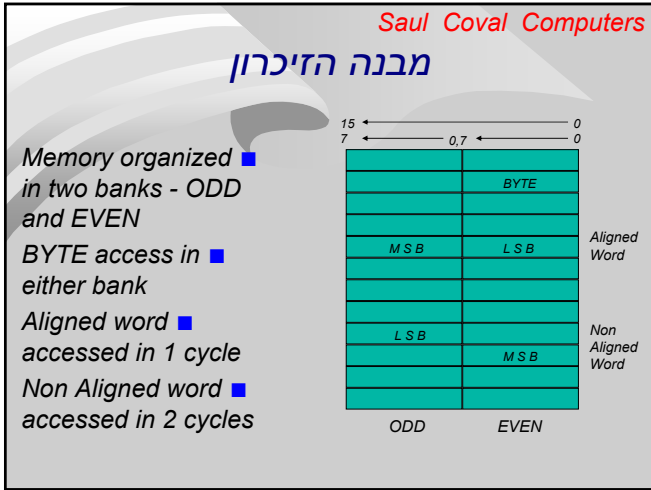 Saul Coval Computers
מבנה הזיכרון
Memory organized ■
in two banks - ODD
and EVEN
BYTE access in ■
either bank
Aligned word ■
accessed in 1 cycle
Non Aligned word ■
accessed in 2 cycles
15 0
7 0,7 0
BYTE
M S B L S B
Aligned
Word
L S B
M S B
Non
Aligned
Word
ODD EVEN